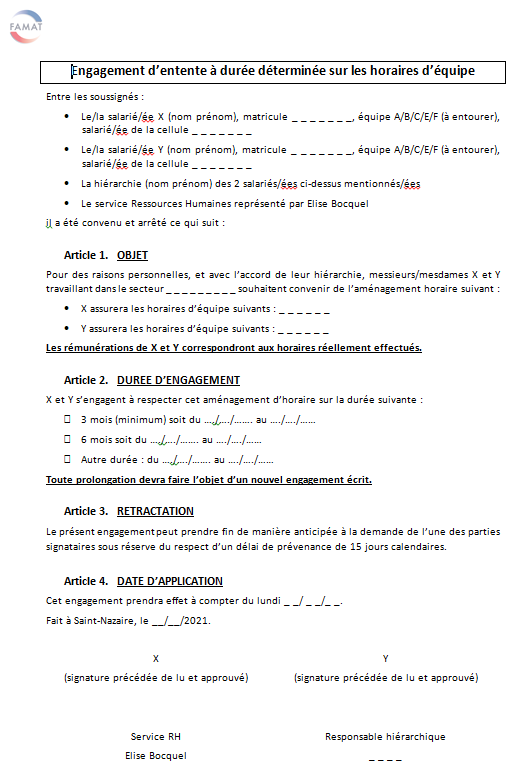 FAMAT
Engagement d'entente à durée déterminée sur les horaires d'équipe
Entre les soussignés :
• Le/la salarié/ée X (nom prénom), matricule _ _ _ _ _ _ _, équipe A/B/C/E/F (à entourer),
salarié/ée de la cellule _ _ _ _ _ _ _
• Le/la salarié/ée Y (nom prénom), matricule _ _ _ _ _ _ _, équipe A/B/C/E/F (à entourer),
salarié/ée de la cellule _ _ _ _ _ _ _
• La hiérarchie (nom prénom) des 2 salariés/ées ci-dessus mentionnés/ées
• Le service Ressources Humaines représenté par Elise Bocquel
il a été convenu et arrêté ce qui suit :
Article 1. OBJET
Pour des raisons personnelles, et avec l'accord de leur hiérarchie, messieurs/mesdames X et Y
travaillant dans le secteur _ _ _ _ _ _ _ _ _ souhaitent convenir de l'aménagement horaire suivant :
• X assurera les horaires d'équipe suivants : _ _ _ _ _ _
• Y assurera les horaires d'équipe suivants : _ _ _ _ _ _
Les rémunérations de X et Y correspondront aux horaires réellement effectués.
Article 2. DUREE D'ENGAGEMENT
X et Y s'engagent à respecter cet aménagement d'horaire sur la durée suivante :
☐ 3 mois (minimum) soit du …./…./……. au …./…./……
☐ 6 mois soit du …./…./……. au …./…./……
☐ Autre durée : du …./…./……. au …./…./……
Toute prolongation devra faire l'objet d'un nouvel engagement écrit.
Article 3. RETRACTATION
Le présent engagement peut prendre fin de manière anticipée à la demande de l'une des parties
signataires sous réserve du respect d'un délai de prévenance de 15 jours calendaires.
Article 4. DATE D'APPLICATION
Cet engagement prendra effet à compter du lundi _ _/ _ _/_ _.
Fait à Saint-Nazaire, le __/__/2021.
X Y
(signature précédée de lu et approuvé) (signature précédée de lu et approuvé)
Service RH Responsable hiérarchique
Elise Bocquel _ _ _ _